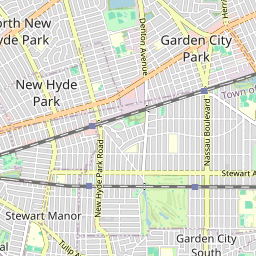 North New
Hyde Park
Denton Avenue
Garden City
Park
New Hyde
Park
Town of
Nassau Boulevard
New Hyde Park Road
Stewart A
Stewart Manor
Tulip A
Garden City
South